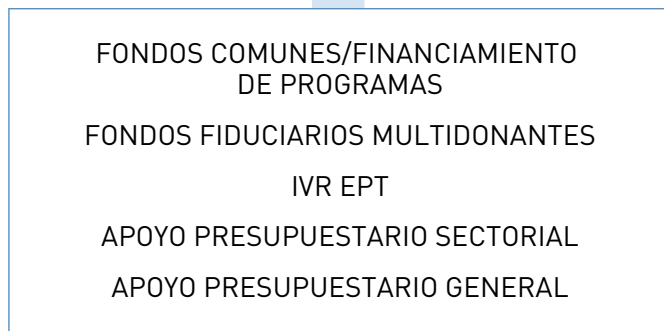 FONDOS COMUNES/FINANCIAMIENTO
DE PROGRAMAS
FONDOS FIDUCIARIOS MULTIDONANTES
IVR EPT
APOYO PRESUPUESTARIO SECTORIAL
APOYO PRESUPUESTARIO GENERAL